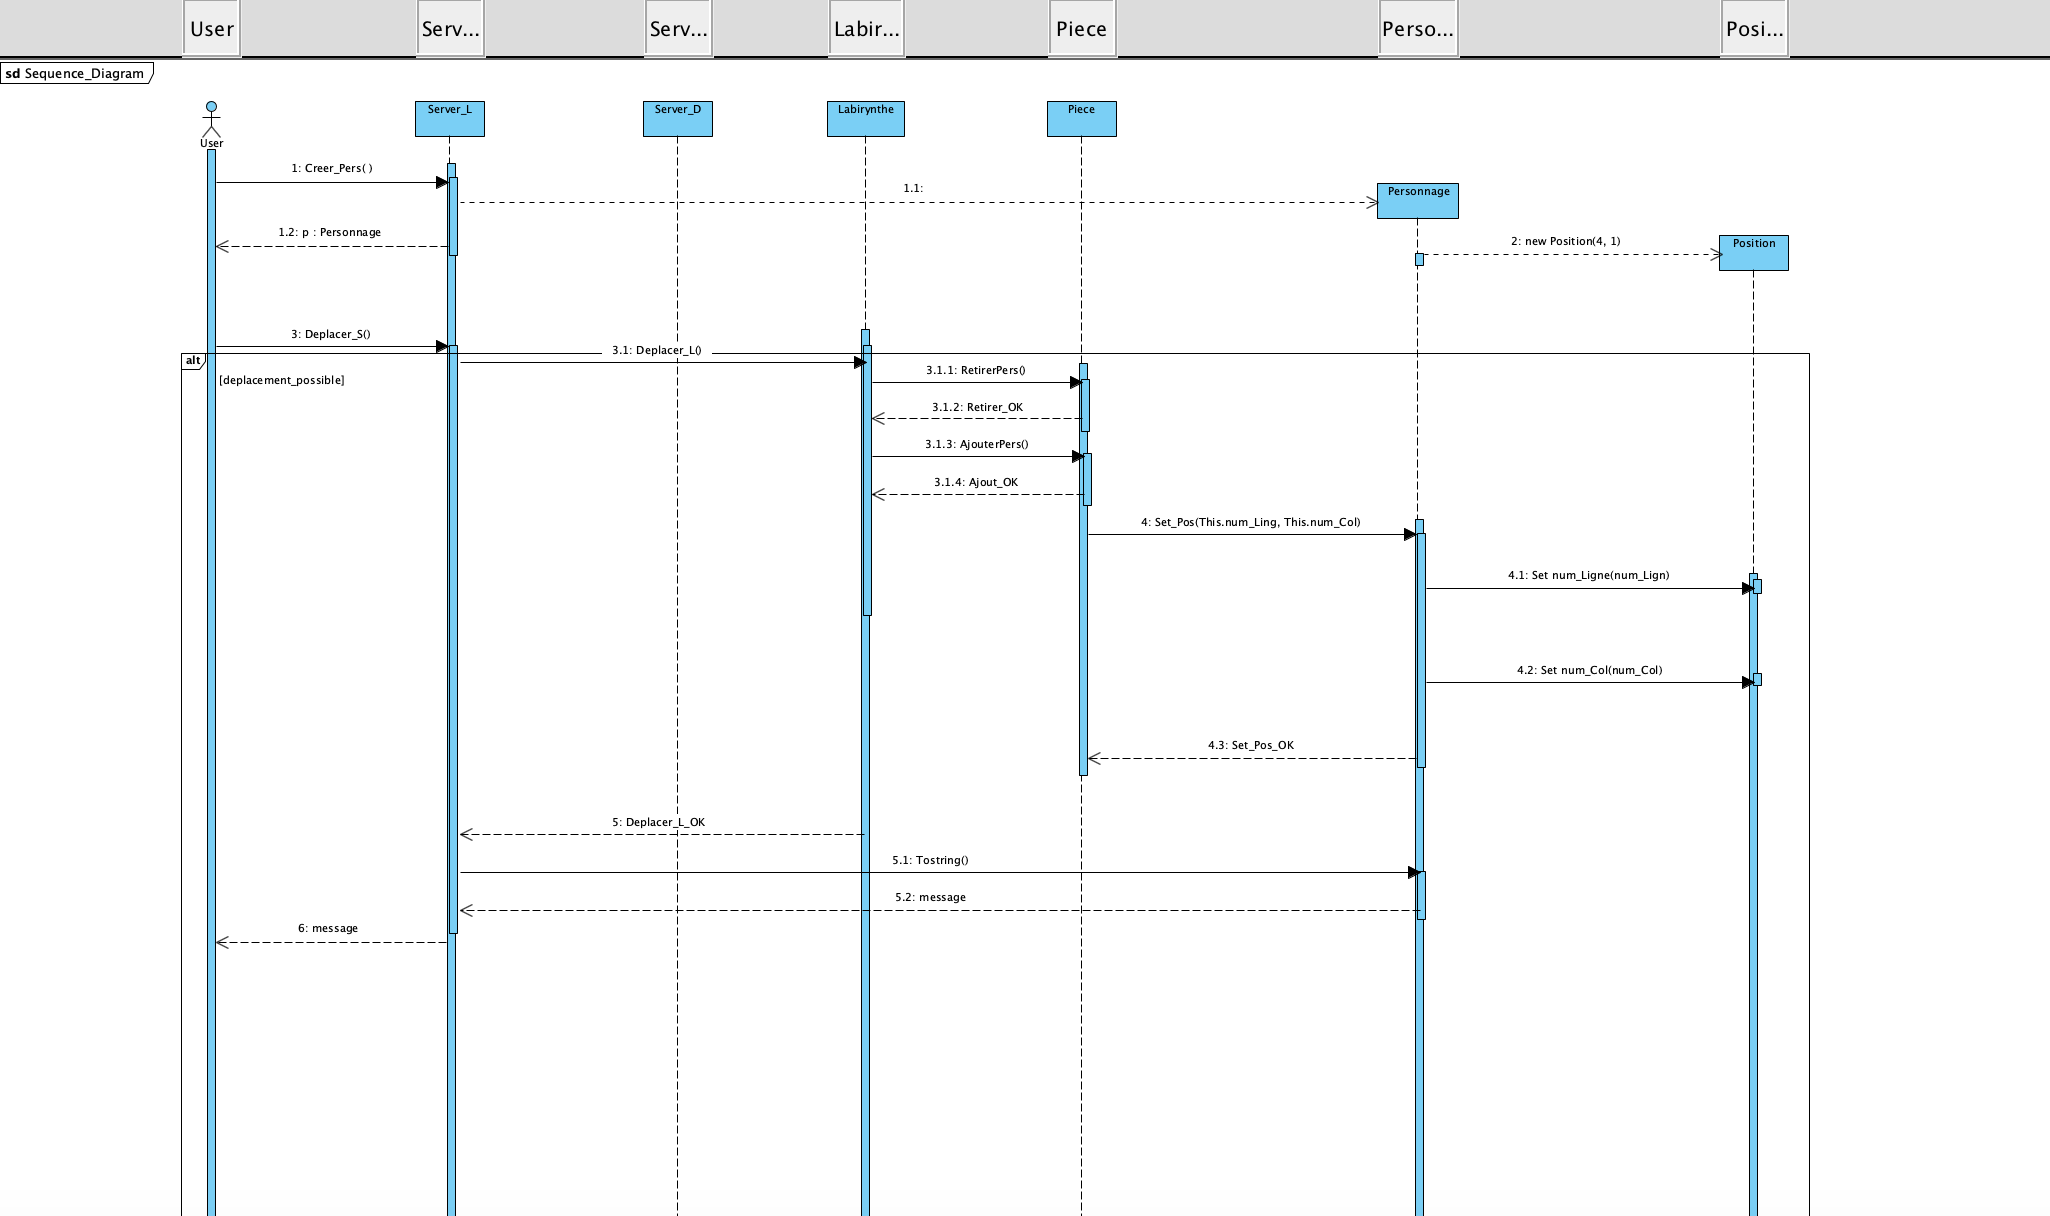 User
Serv...
Serv...
Labir...
Piece
Perso...
Posi...
sd Sequence_Diagram
User
Server_L
Server_D
Labirynthe
Piece
1: Creer_Pers( )
1.1:
Personnage
1.2: p : Personnage
2: new Position(4, 1)
Position
3: Deplacer_S()
3.1: Deplacer_L()
alt
[deplacement_possible]
3.1.1: RetirerPers()
3.1.2: Retirer_OK
3.1.3: AjouterPers()
3.1.4: Ajout_OK
4: Set_Pos(This.num_Ling, This.num_Col)
4.1: Set num_Ligne(num_Lign)
4.2: Set num_Col(num_Col)
4.3: Set_Pos_OK
5: Deplacer_L_OK
5.1: Tostring()
5.2: message
6: message